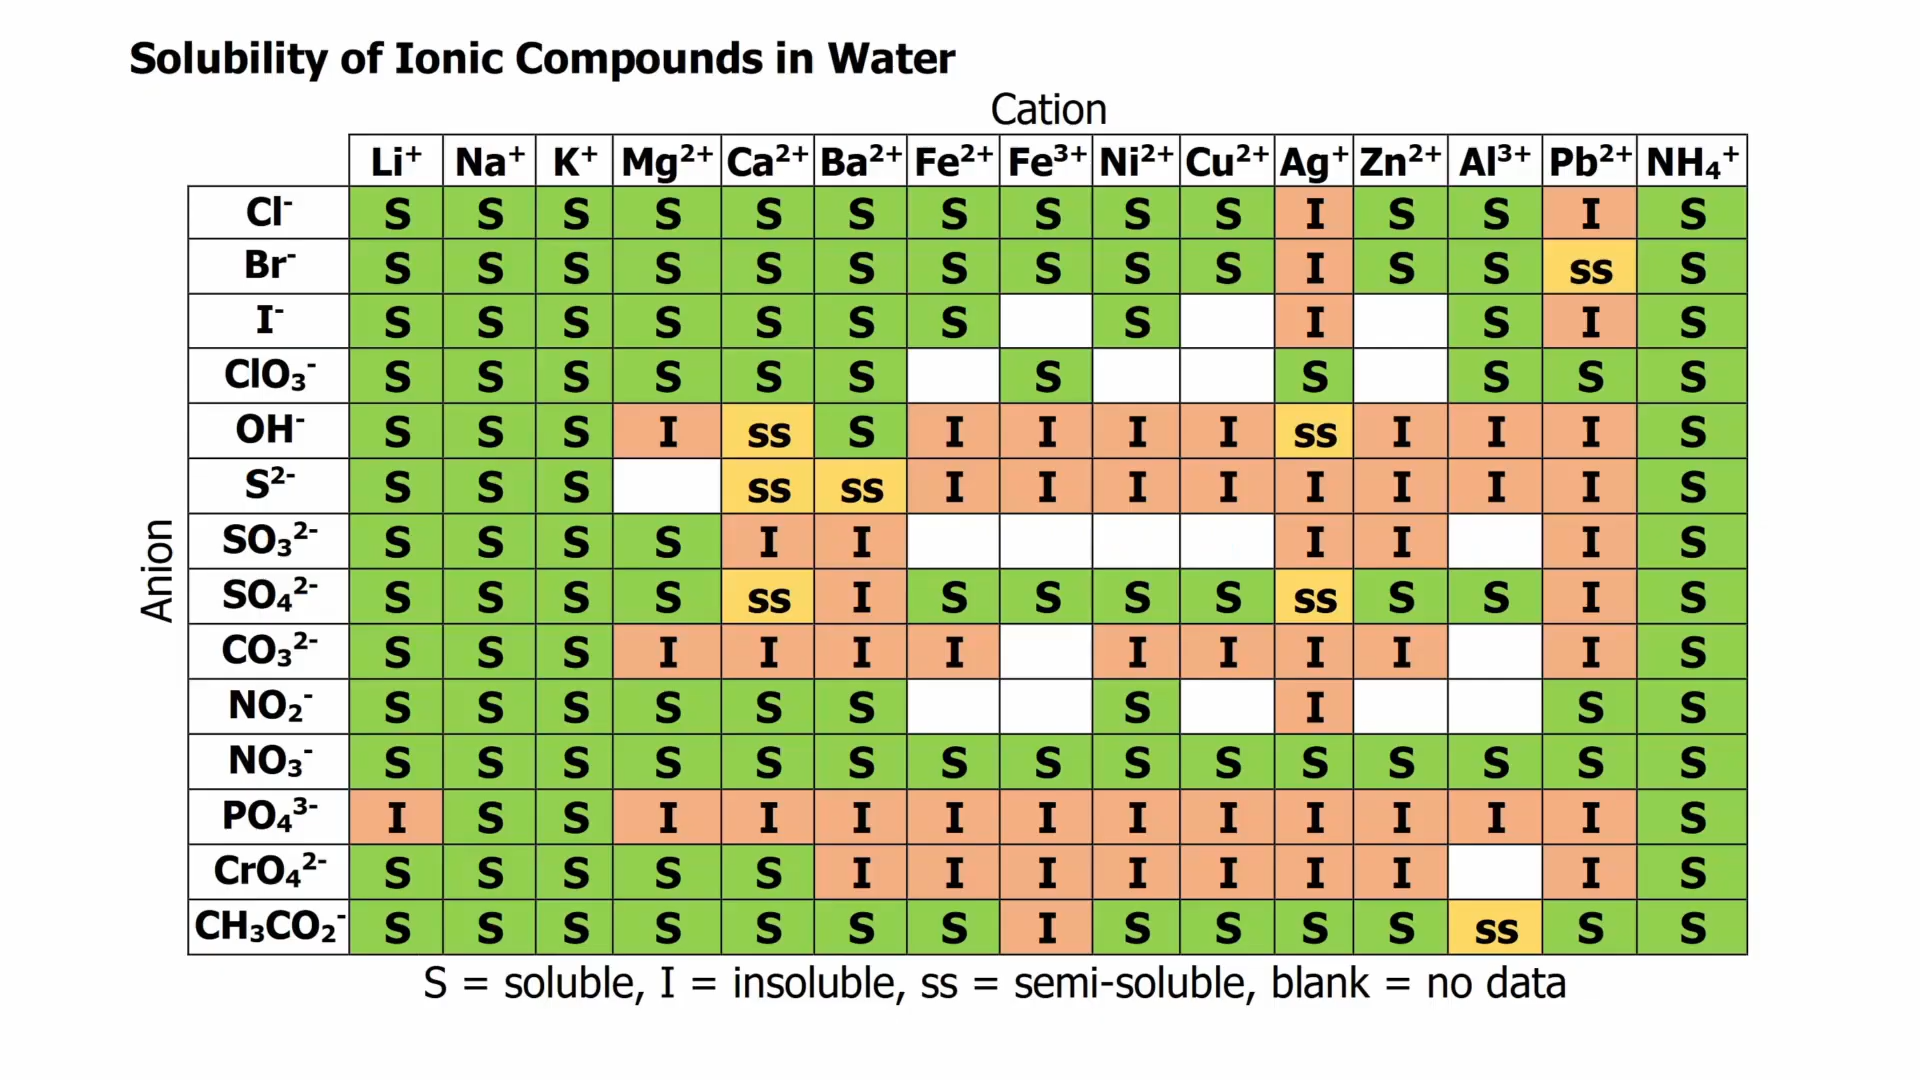 Solubility of Ionic Compounds in Water
Cation
Li⁺ Na⁺ K⁺ Mg²⁺ Ca²⁺ Ba²⁺ Fe²⁺ Fe³⁺ Ni²⁺ Cu²⁺ Ag⁺ Zn²⁺ Al³⁺ Pb²⁺ NH₄⁺
Cl⁻ S S S S S S S S S S I S S I S
Br⁻ S S S S S S S S S S I S S ss S
I⁻ S S S S S S S S I S I S
ClO₃⁻ S S S S S S S S S S S
OH⁻ S S S I ss S I I I I ss I I I S
S²⁻ S S S ss ss I I I I I I I I S
Anion
SO₃²⁻ S S S S I I I I I S
SO₄²⁻ S S S S ss I S S S S ss S S I S
CO₃²⁻ S S S I I I I I I I I I S
NO₂⁻ S S S S S S S I S S
NO₃⁻ S S S S S S S S S S S S S S S
PO₄³⁻ I S S I I I I I I I I I I I S
CrO₄²⁻ S S S S S I I I I I I I I S
CH₃CO₂⁻ S S S S S S S I S S S S ss S S
S = soluble, I = insoluble, ss = semi-soluble, blank = no data